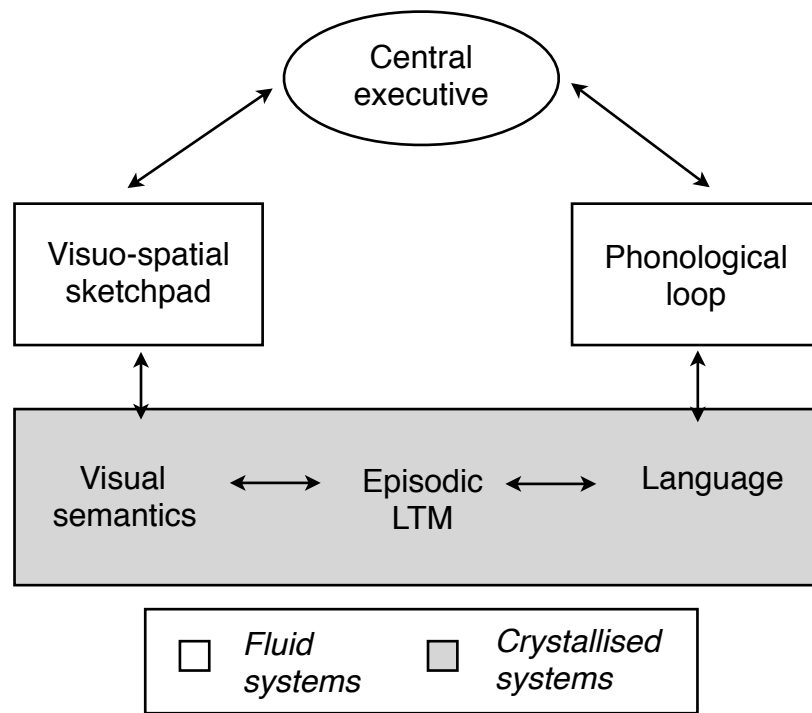 Central
executive
Visuo-spatial
sketchpad
Phonological
loop
Visual
semantics
Episodic
LTM
Language
Fluid
systems
Crystallised
systems